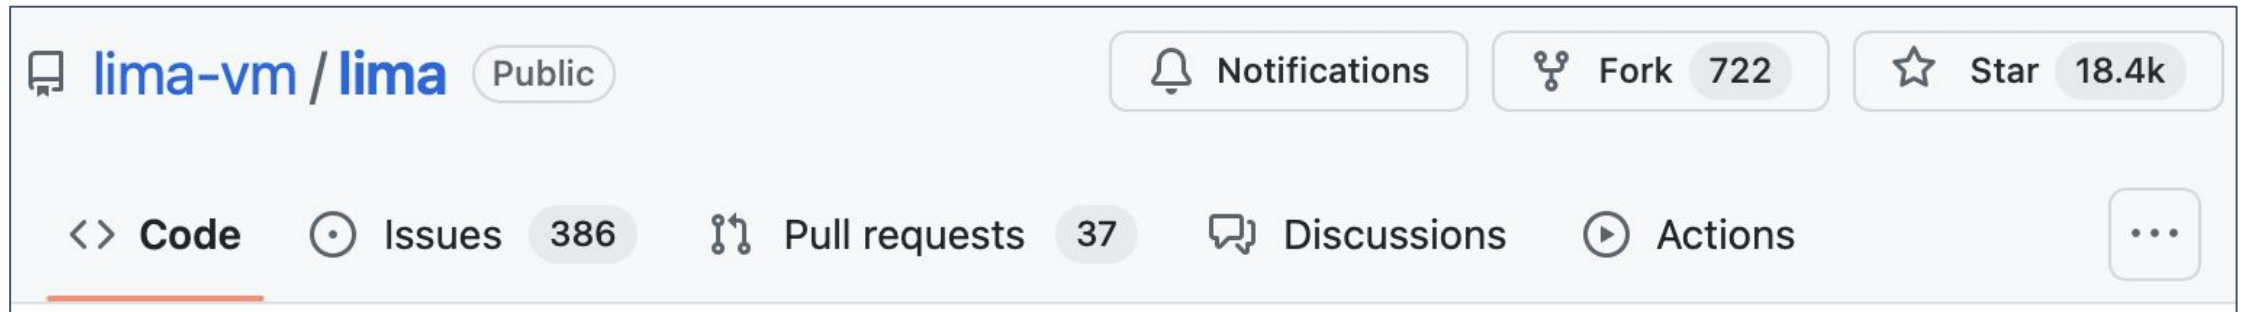 lima-vm / lima Public Notifications Fork 722 Star 18.4k
Code Issues 386 Pull requests 37 Discussions Actions ...